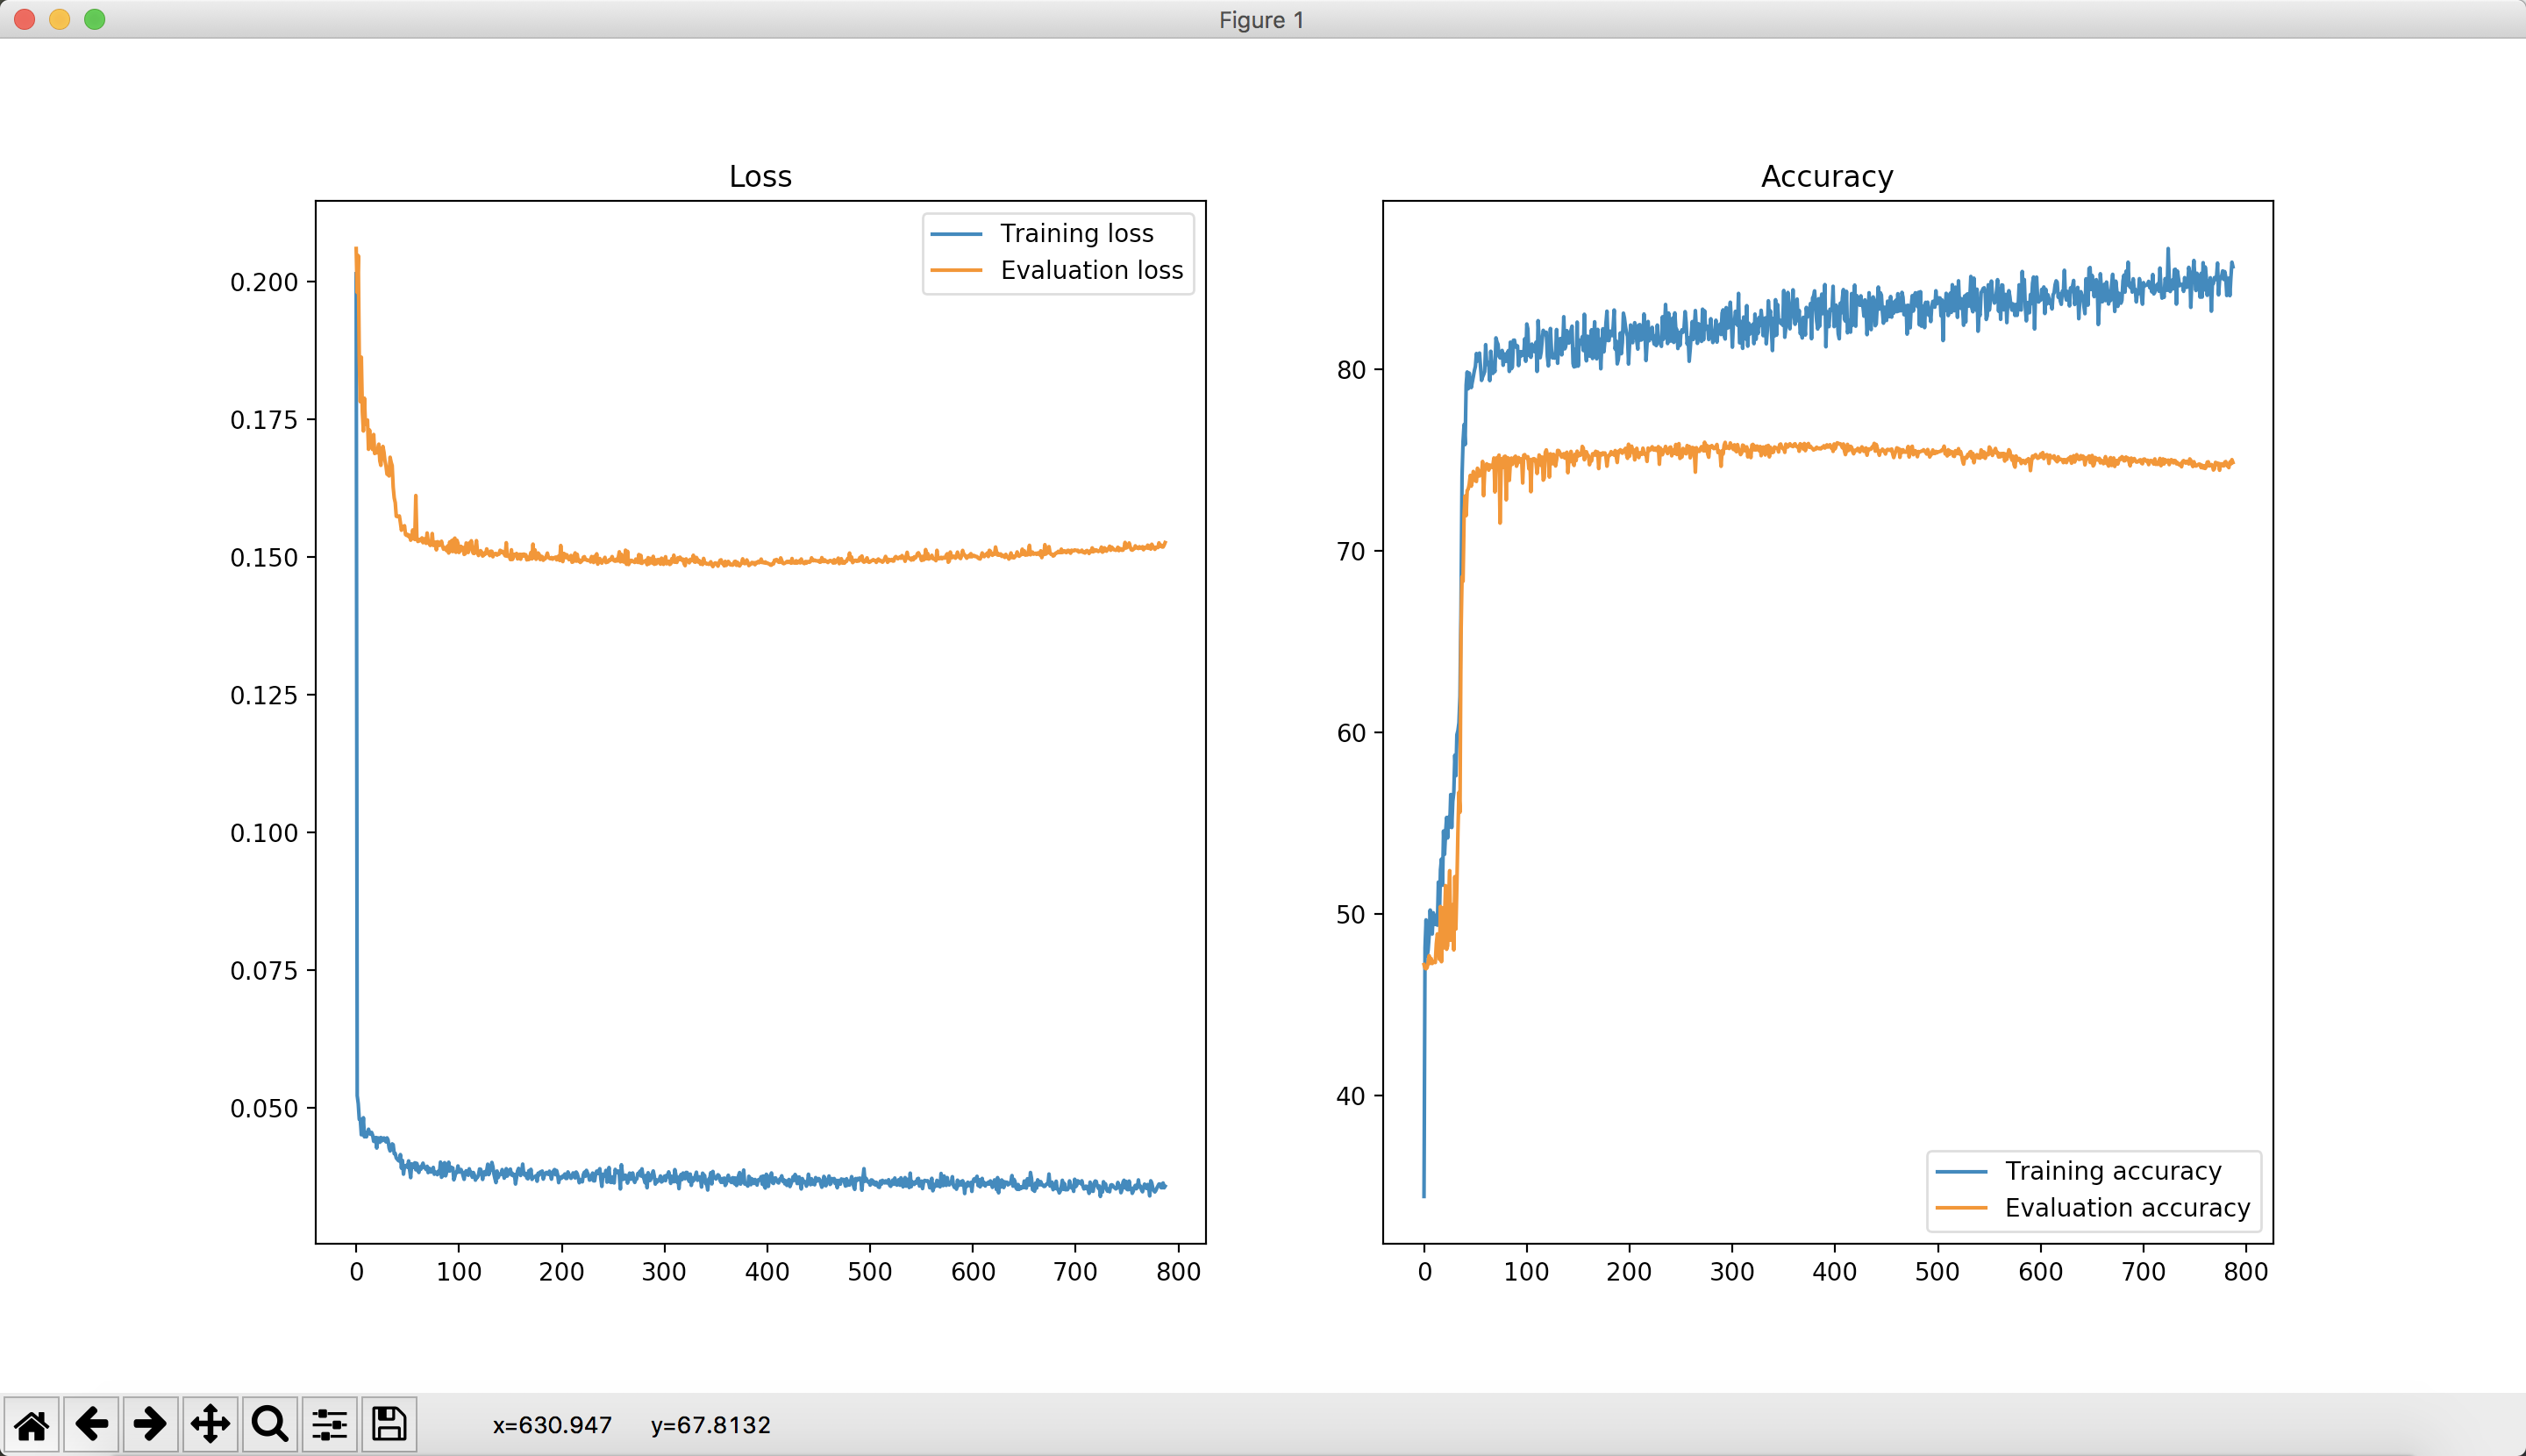 Figure 1
Loss
Training loss
Evaluation loss
0.200
0.175
0.150
0.125
0.100
0.075
0.050
0 100 200 300 400 500 600 700 800
Accuracy
80
70
60
50
40
Training accuracy
Evaluation accuracy
0 100 200 300 400 500 600 700 800
x=630.947 y=67.8132